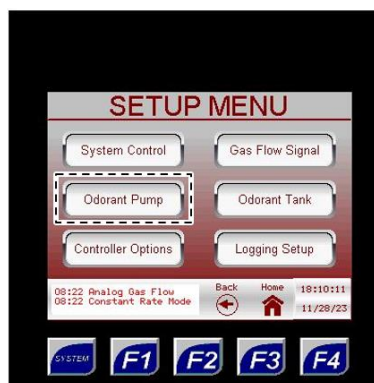 SETUP MENU
System Control
Gas Flow Signal
Odorant Pump
Odorant Tank
Controller Options
Logging Setup
08:22 Analog Gas Flow
08:22 Constant Rate Mode
Back
Home
18:10:11
11/28/23
SYSTEM
F1
F2
F3
F4